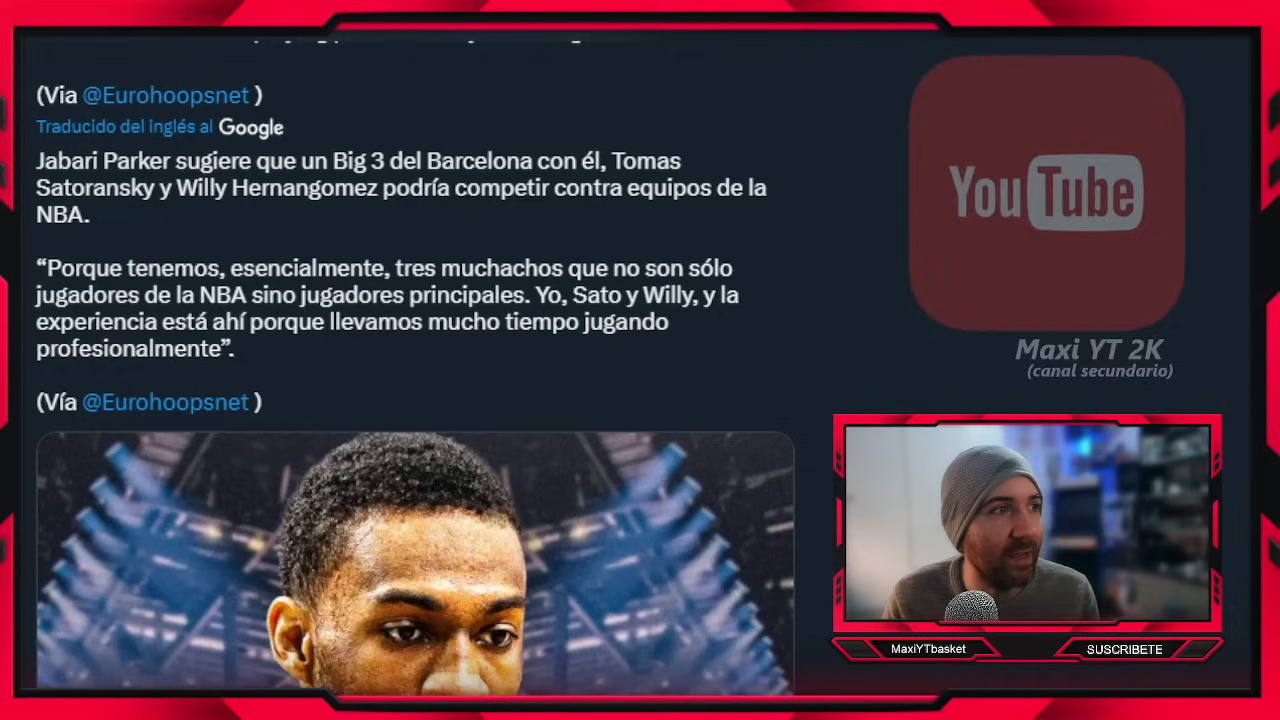 (Via @Eurohoopsnet )
Traducido del inglés al Google
Jabari Parker sugiere que un Big 3 del Barcelona con él, Tomas
Satoransky y Willy Hernangomez podría competir contra equipos de la
NBA.
“Porque tenemos, esencialmente, tres muchachos que no son sólo
jugadores de la NBA sino jugadores principales. Yo, Sato y Willy, y la
experiencia está ahí porque llevamos mucho tiempo jugando
profesionalmente”.
(Vía @Eurohoopsnet )
YouTube
Maxi YT 2K
(canal secundario)
MaxiYTbasket
SUSCRIBETE